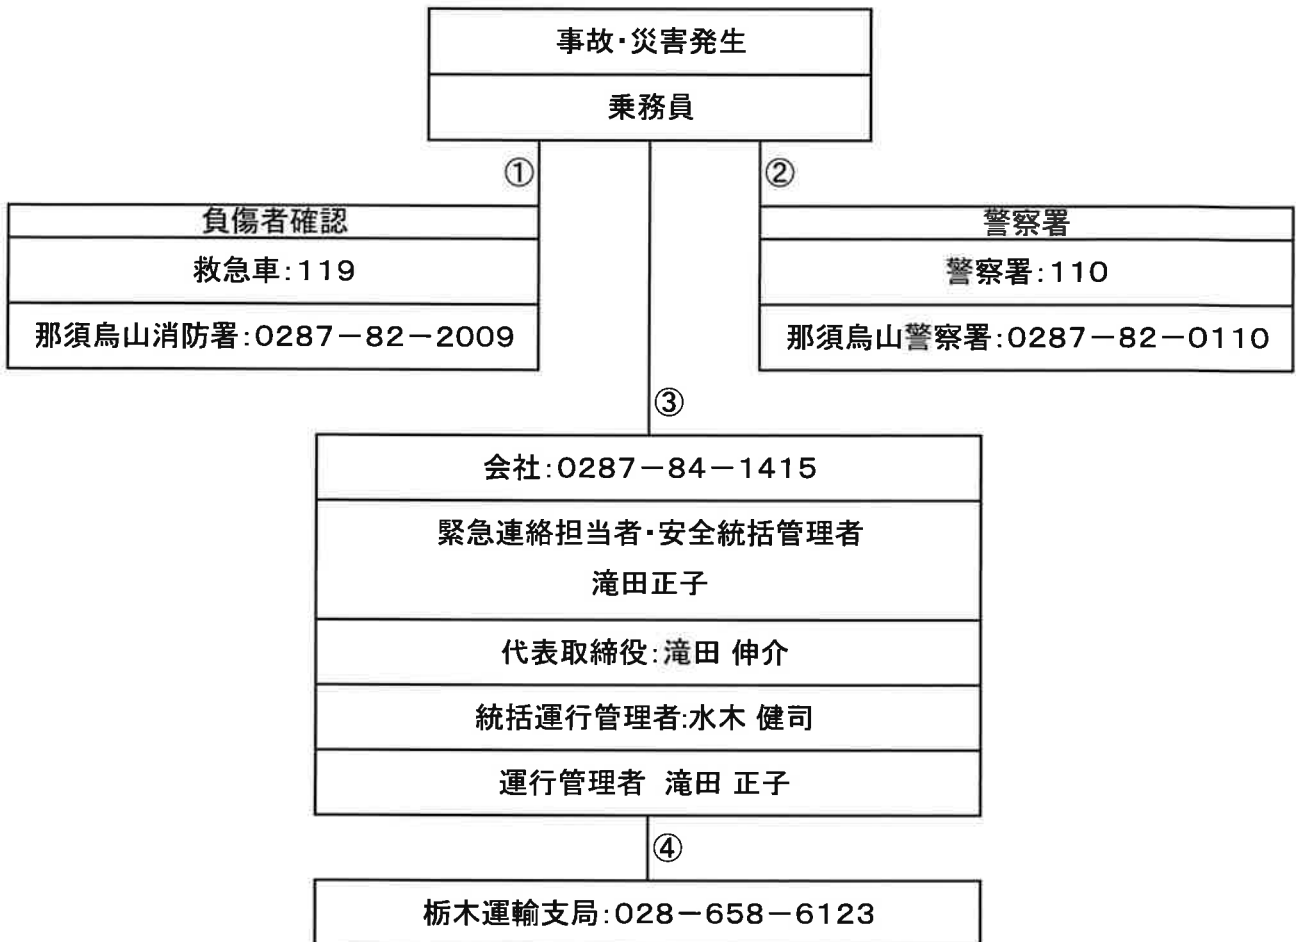 事故・災害発生
乗務員
①
②
負傷者確認
救急車:119
那須烏山消防署:0287−82−2009
警察署
警察署:110
那須烏山警察署:0287−82−0110
③
会社:0287−84−1415
緊急連絡担当者・安全統括管理者
滝田正子
代表取締役:滝田 伸介
統括運行管理者:水木 健司
運行管理者 滝田 正子
④
栃木運輸支局:028−658−6123